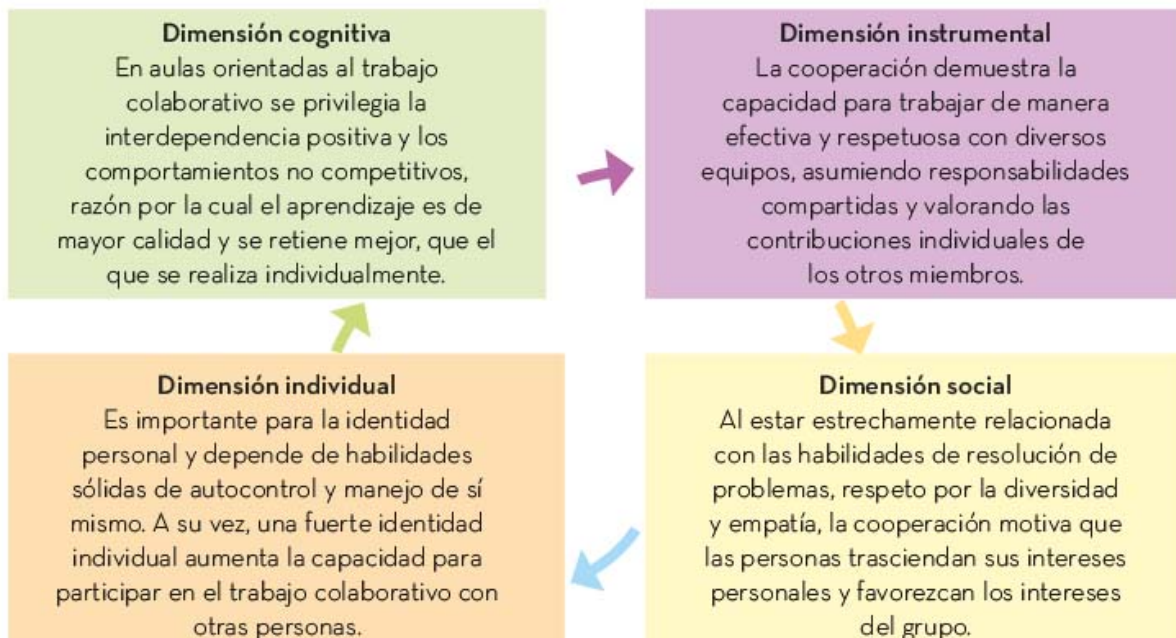 Dimensión cognitiva
En aulas orientadas al trabajo
colaborativo se privilegia la
interdependencia positiva y los
comportamientos no competitivos,
razón por la cual el aprendizaje es de
mayor calidad y se retiene mejor, que el
que se realiza individualmente.
Dimensión instrumental
La cooperación demuestra la
capacidad para trabajar de manera
efectiva y respetuosa con diversos
equipos, asumiendo responsabilidades
compartidas y valorando las
contribuciones individuales de
los otros miembros.
Dimensión individual
Es importante para la identidad
personal y depende de habilidades
sólidas de autocontrol y manejo de sí
mismo. A su vez, una fuerte identidad
individual aumenta la capacidad para
participar en el trabajo colaborativo con
otras personas.
Dimensión social
Al estar estrechamente relacionada
con las habilidades de resolución de
problemas, respeto por la diversidad
y empatía, la cooperación motiva que
las personas trasciendan sus intereses
personales y favorezcan los intereses
del grupo.